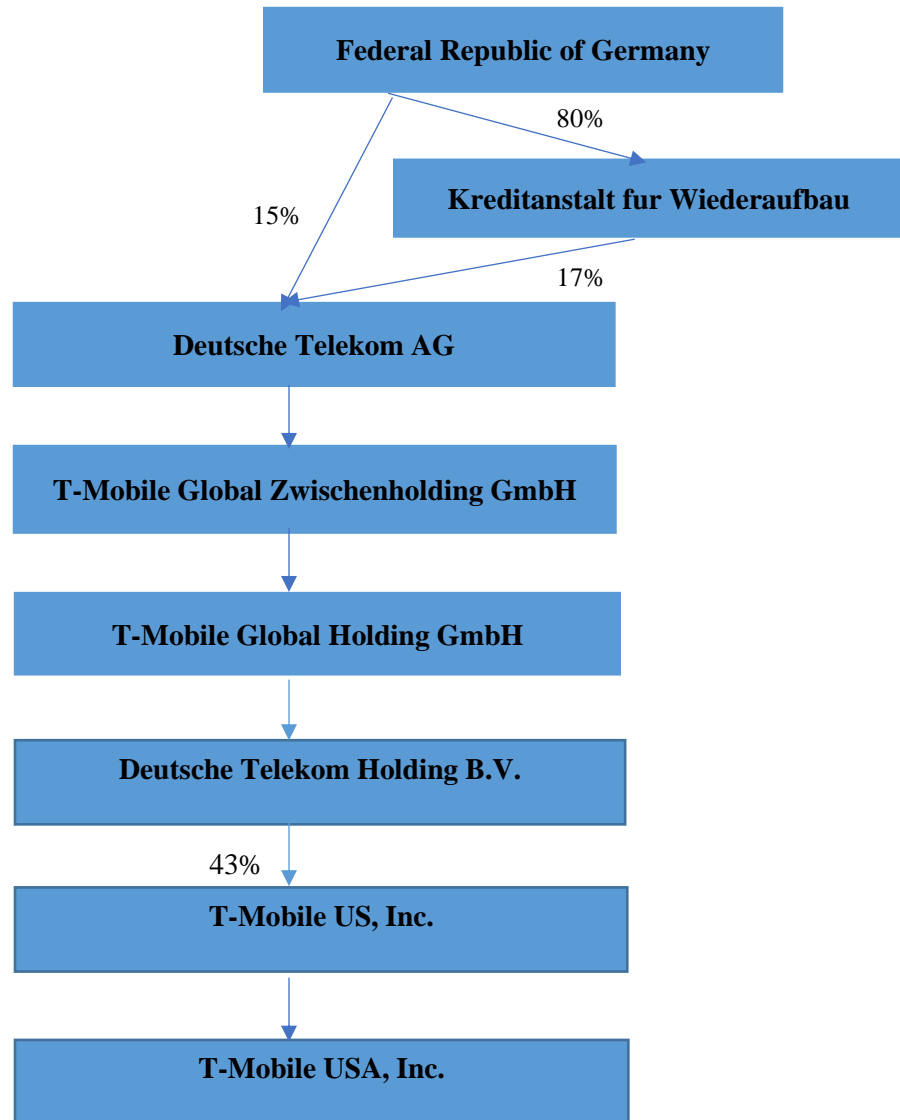 Federal Republic of Germany
80%
Kreditanstalt fur Wiederaufbau
15%
17%
Deutsche Telekom AG
T-Mobile Global Zwischenholding GmbH
T-Mobile Global Holding GmbH
Deutsche Telekom Holding B.V.
43%
T-Mobile US, Inc.
T-Mobile USA, Inc.